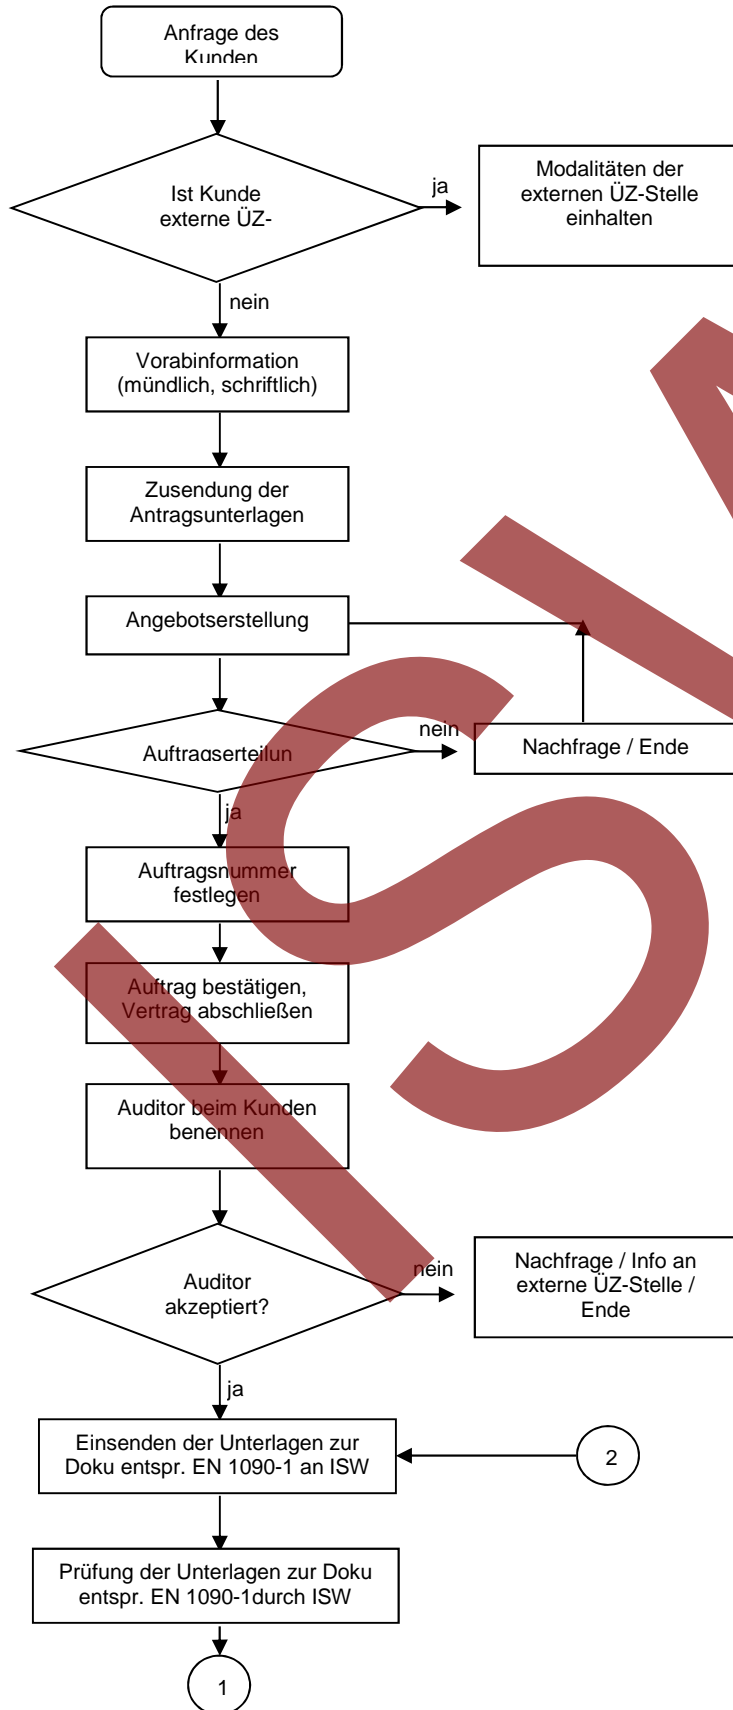 Anfrage des
Kunden
Ist Kunde
externe ÜZ-
ja
Modalitäten der
externen ÜZ-Stelle
einhalten
nein
Vorabinformation
(mündlich, schriftlich)
Zusendung der
Antragsunterlagen
Angebotserstellung
Auftragserteilun
nein
Nachfrage / Ende
ja
Auftragsnummer
festlegen
Auftrag bestätigen,
Vertrag abschließen
Auditor beim Kunden
benennen
Auditor
akzeptiert?
nein
Nachfrage / Info an
externe ÜZ-Stelle /
Ende
ja
Einsenden der Unterlagen zur
Doku entspr. EN 1090-1 an ISW
2
Prüfung der Unterlagen zur Doku
entspr. EN 1090-1durch ISW
1
ISW